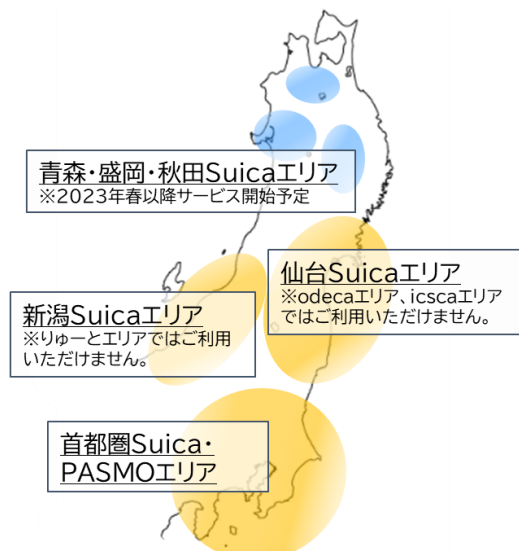 青森・盛岡・秋田Suicaエリア
※2023年春以降サービス開始予定
仙台Suicaエリア
※odecaエリア、icscaエリア
ではご利用いただけません。
新潟Suicaエリア
※りゅーとエリアではご利用
いただけません。
首都圏Suica・
PASMOエリア